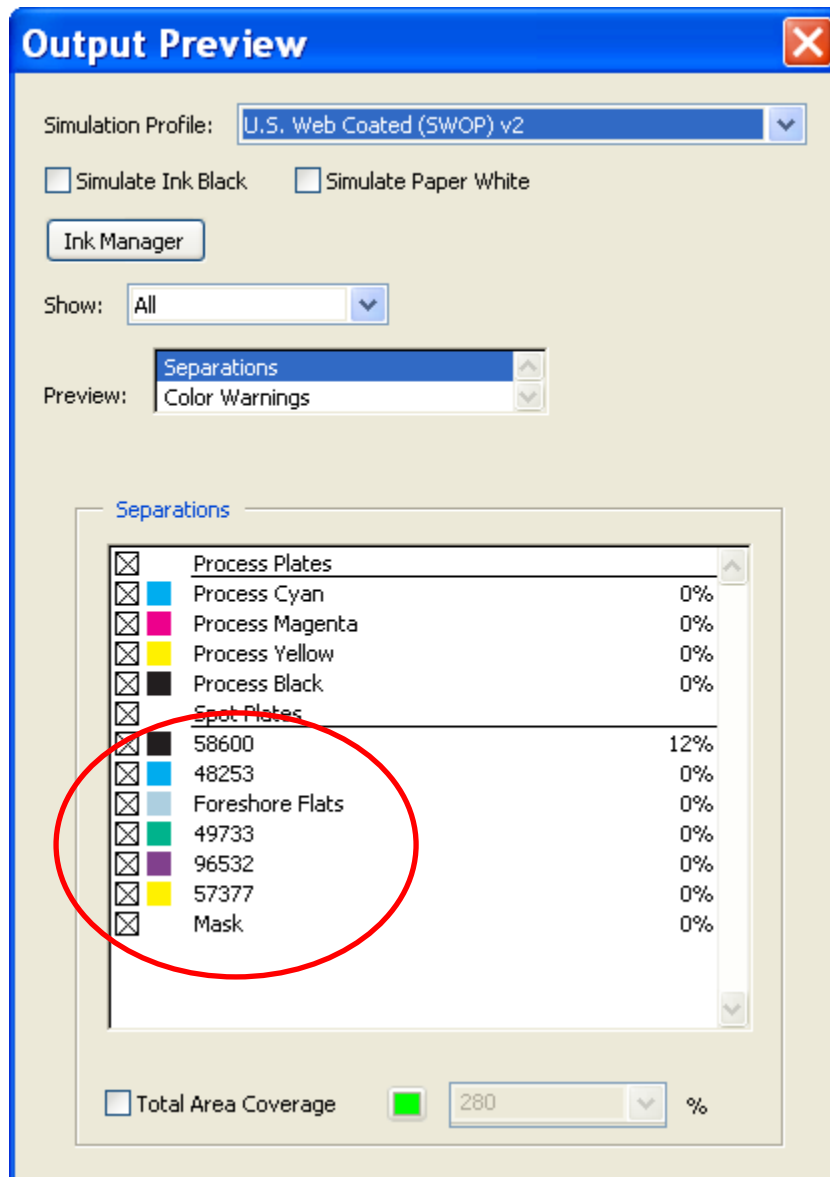 Output Preview
Simulation Profile: U.S. Web Coated (SWOP) v2
Simulate Ink Black Simulate Paper White
Ink Manager
Show: All
Separations
Preview: Color Warnings
Separations
Process Plates
Process Cyan 0%
Process Magenta 0%
Process Yellow 0%
Process Black 0%
Spot Plates
58600 12%
48253 0%
Foreshore Flats 0%
49733 0%
96532 0%
57377 0%
Mask 0%
Total Area Coverage 280 %